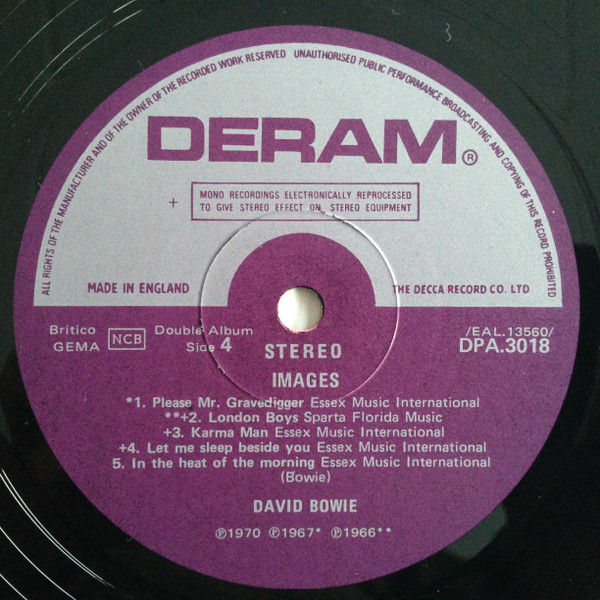 ALL RIGHTS OF THE MANUFACTURER AND OF THE OWNER OF THE RECORDED WORK RESERVED UNAUTHORISED PUBLIC PERFORMANCE BROADCASTING AND COPYING OF THIS RECORD PROHIBITED
DERAM®
+ MONO RECORDINGS ELECTRONICALLY REPROCESSED
TO GIVE STEREO EFFECT ON STEREO EQUIPMENT
MADE IN ENGLAND THE DECCA RECORD CO. LTD
Britico
GEMA
NCB
Double Album
Side 4
STEREO
/EAL.13560/
DPA.3018
IMAGES
*1. Please Mr. Gravedigger Essex Music International
**+2. London Boys Sparta Florida Music
+3. Karma Man Essex Music International
+4. Let me sleep beside you Essex Music International
5. In the heat of the morning Essex Music International
(Bowie)
DAVID BOWIE
℗1970 ℗1967* ℗1966**